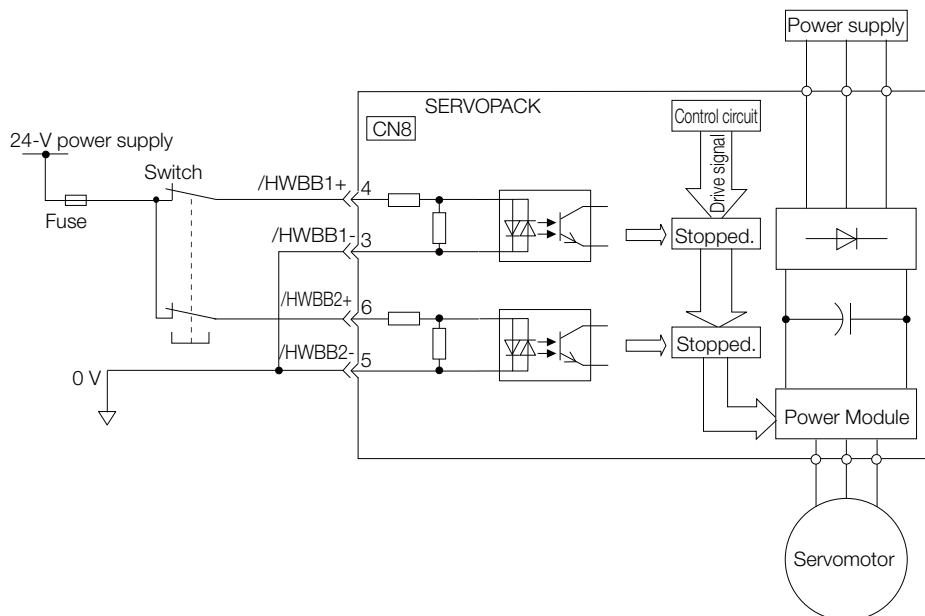 Power supply
SERVOPACK
CN8
Control circuit
24-V power supply
Drive signal
Switch
/HWBB1+
4
Fuse
/HWBB1-
3
Stopped.
/HWBB2+
6
/HWBB2-
5
Stopped.
0 V
Power Module
Servomotor